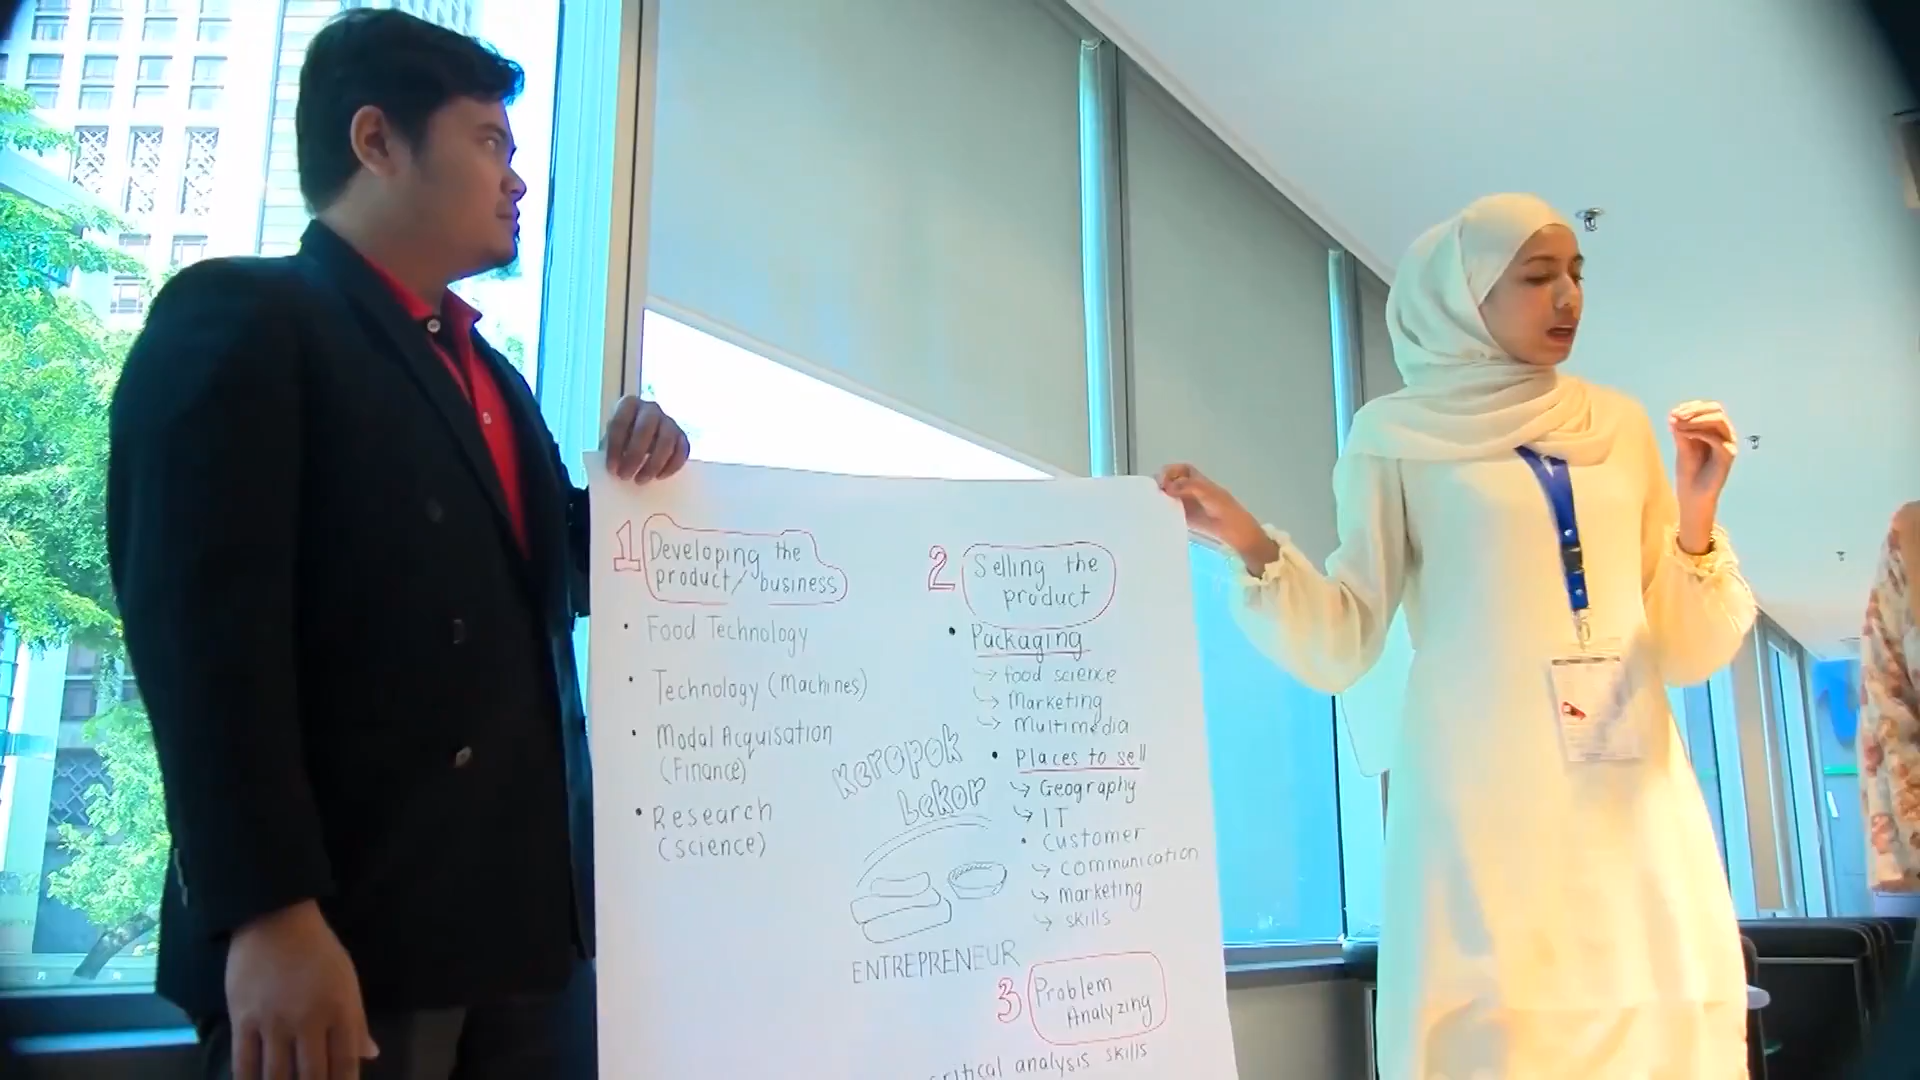 1 Developing the
product/business
• Food Technology
• Technology (Machines)
• Modal Acquisation
(Finance)
• Research
(science)
Keropok
Lekor
ENTREPRENEUR
2 Selling the
product
• Packaging
↳ food science
↳ Marketing
↳ Multimedia
• Places to sell
↳ Geography
↳ IT
• Customer
↳ communication
↳ marketing
↳ skills
3 Problem
Analyzing
critical analysis skills